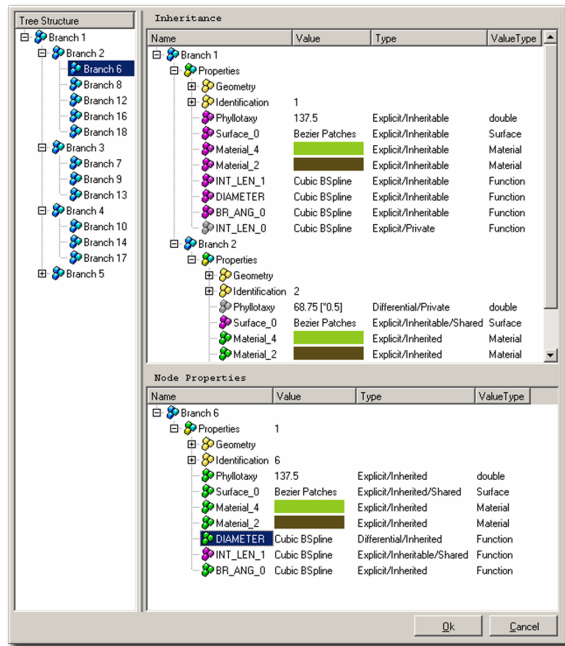 Tree Structure
Branch 1
Branch 2
Branch 6
Branch 8
Branch 12
Branch 16
Branch 18
Branch 3
Branch 7
Branch 9
Branch 13
Branch 4
Branch 10
Branch 14
Branch 17
Branch 5
Inheritance
Name Value Type ValueType
Branch 1
Properties
Geometry
Identification 1
Phyllotaxy 137.5 Explicit/Inheritable double
Surface_0 Bezier Patches Explicit/Inheritable Surface
Material_4 Explicit/Inheritable Material
Material_2 Explicit/Inheritable Material
INT_LEN_1 Cubic BSpline Explicit/Inheritable Function
DIAMETER Cubic BSpline Explicit/Inheritable Function
BR_ANG_0 Cubic BSpline Explicit/Inheritable Function
INT_LEN_0 Cubic BSpline Explicit/Private Function
Branch 2
Properties
Geometry
Identification 2
Phyllotaxy 68.75 [*0.5] Differential/Private double
Surface_0 Bezier Patches Explicit/Inheritable/Shared Surface
Material_4 Explicit/Inherited Material
Material_2 Explicit/Inherited Material
Node Properties
Name Value Type ValueType
Branch 6
Properties 1
Geometry
Identification 6
Phyllotaxy 137.5 Explicit/Inherited double
Surface_0 Bezier Patches Explicit/Inherited/Shared Surface
Material_4 Explicit/Inherited Material
Material_2 Explicit/Inherited Material
DIAMETER Cubic BSpline Differential/Inherited Function
INT_LEN_1 Cubic BSpline Explicit/Inheritable/Shared Function
BR_ANG_0 Cubic BSpline Explicit/Inherited Function
Ok Cancel